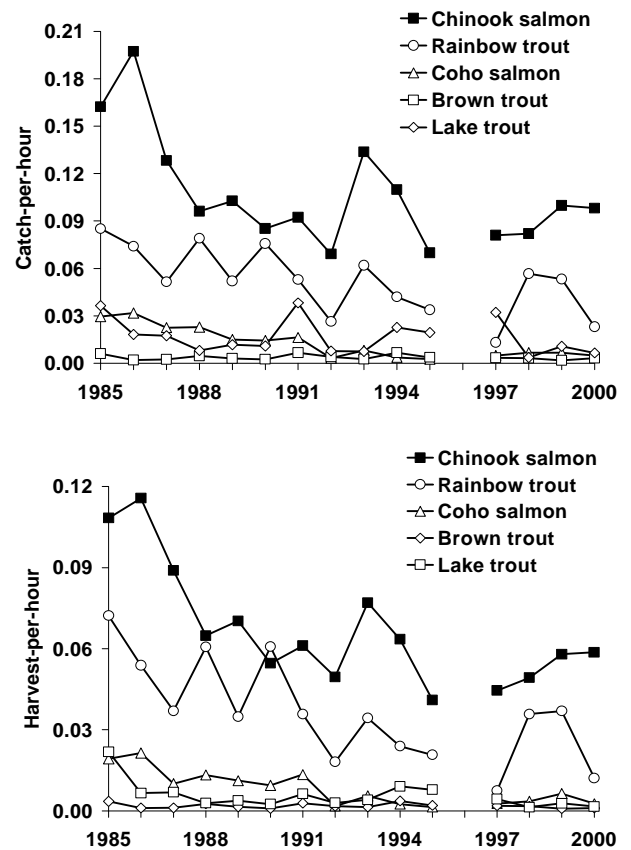 Chinook salmon
Rainbow trout
Coho salmon
Brown trout
Lake trout
0.21
0.18
0.15
0.12
0.09
0.06
0.03
0.00
Catch-per-hour
1985 1988 1991 1994 1997 2000
Chinook salmon
Rainbow trout
Coho salmon
Brown trout
Lake trout
0.12
0.09
0.06
0.03
0.00
Harvest-per-hour
1985 1988 1991 1994 1997 2000